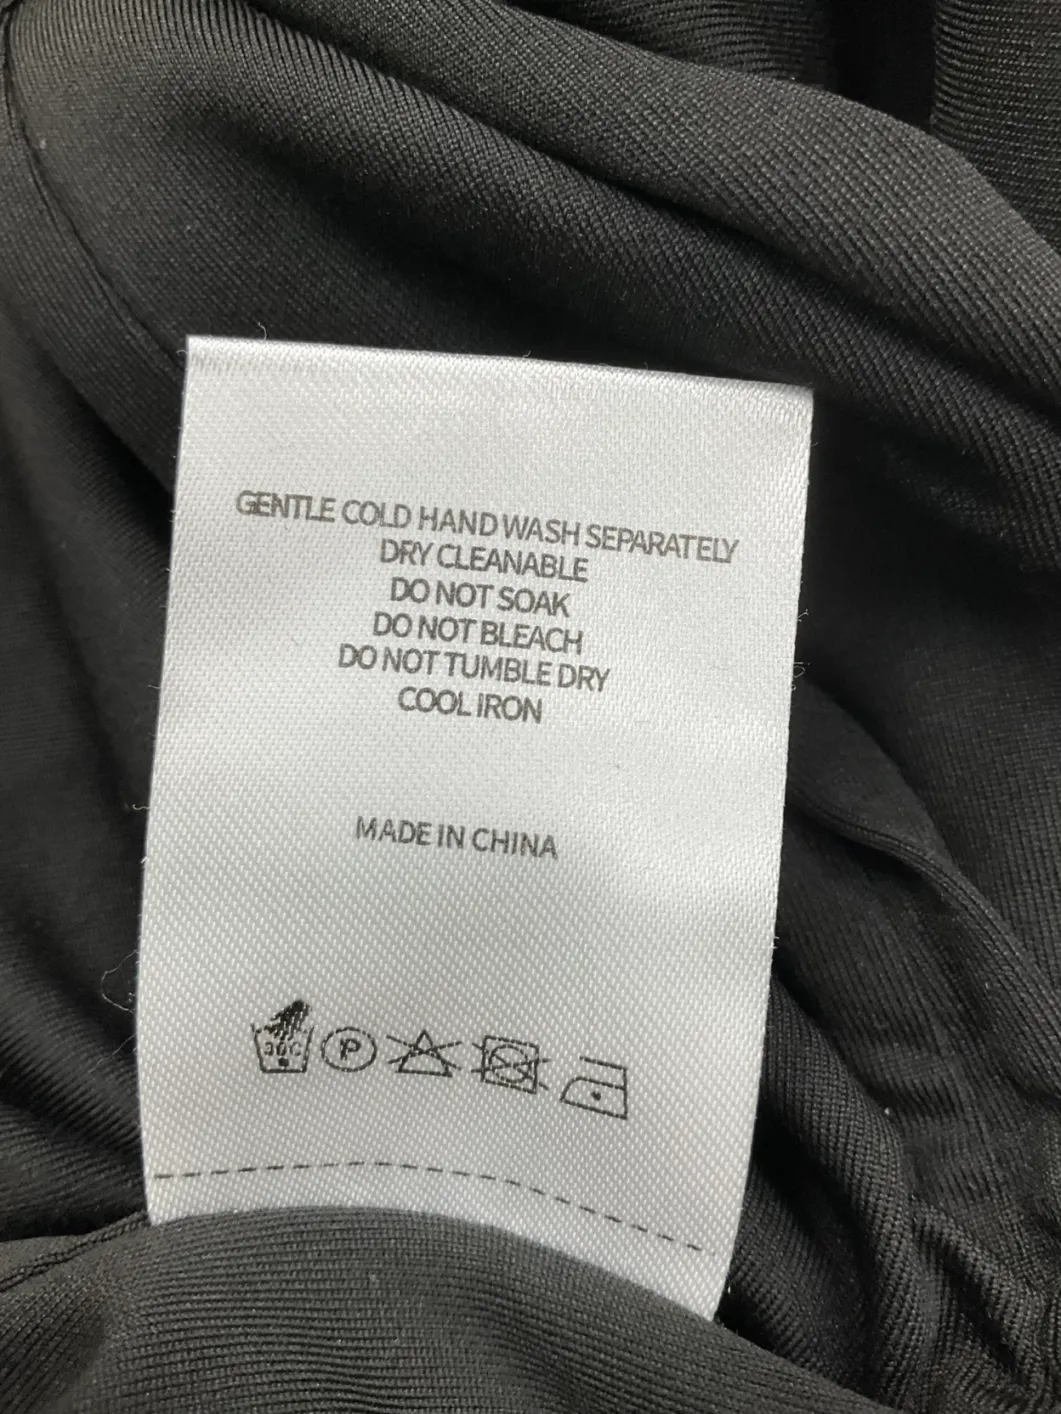 GENTLE COLD HAND WASH SEPARATELY
DRY CLEANABLE
DO NOT SOAK
DO NOT BLEACH
DO NOT TUMBLE DRY
COOL IRON
MADE IN CHINA
30C P